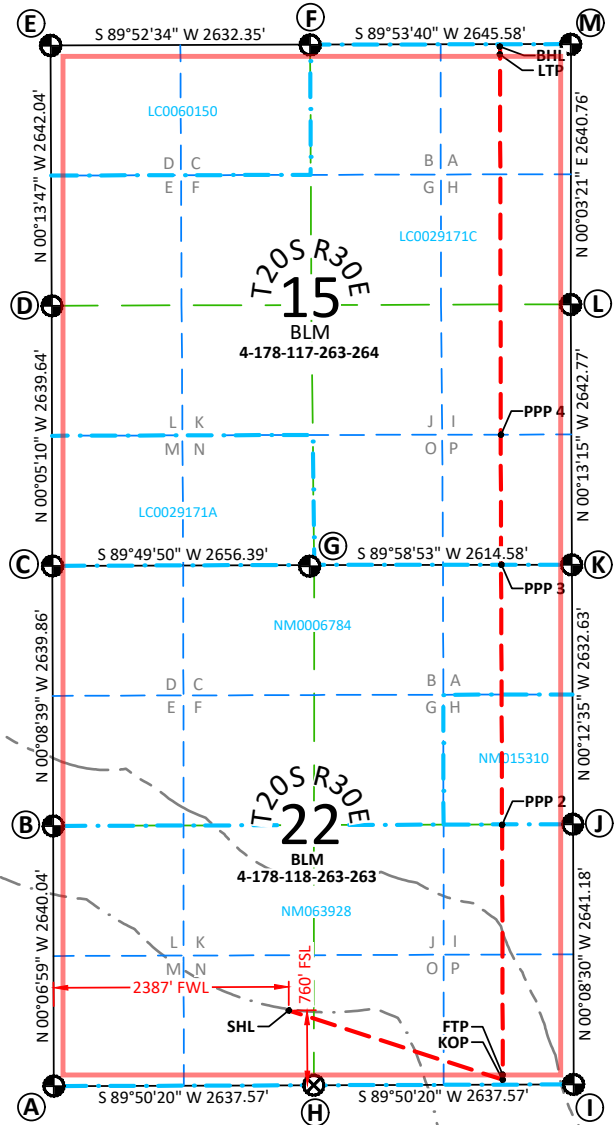 E
S 89°52'34" W 2632.35'
F
S 89°53'40" W 2645.58'
M
BHL
LTP
LC0060150
N 00°13'47" W 2642.04'
N 00°03'21" E 2640.76'
D C
E F
B A
G H
LC0029171C
T20S R30E
15
BLM
4-178-117-263-264
D
L
N 00°05'10" W 2639.64'
N 00°13'15" W 2642.77'
L K
M N
J I
O P
PPP 4
LC0029171A
C
S 89°49'50" W 2656.39'
G
S 89°58'53" W 2614.58'
K
PPP 3
NM0006784
N 00°08'39" W 2639.86'
N 00°12'35" W 2632.63'
D C
E F
B A
G H
NM015310
T20S R30E
22
BLM
4-178-118-263-263
B
J
PPP 2
NM063928
N 00°06'59" W 2640.04'
N 00°08'30" W 2641.18'
L K
M N
J I
O P
2387' FWL
760' FSL
SHL
FTP
KOP
A
S 89°50'20" W 2637.57'
H
S 89°50'20" W 2637.57'
I